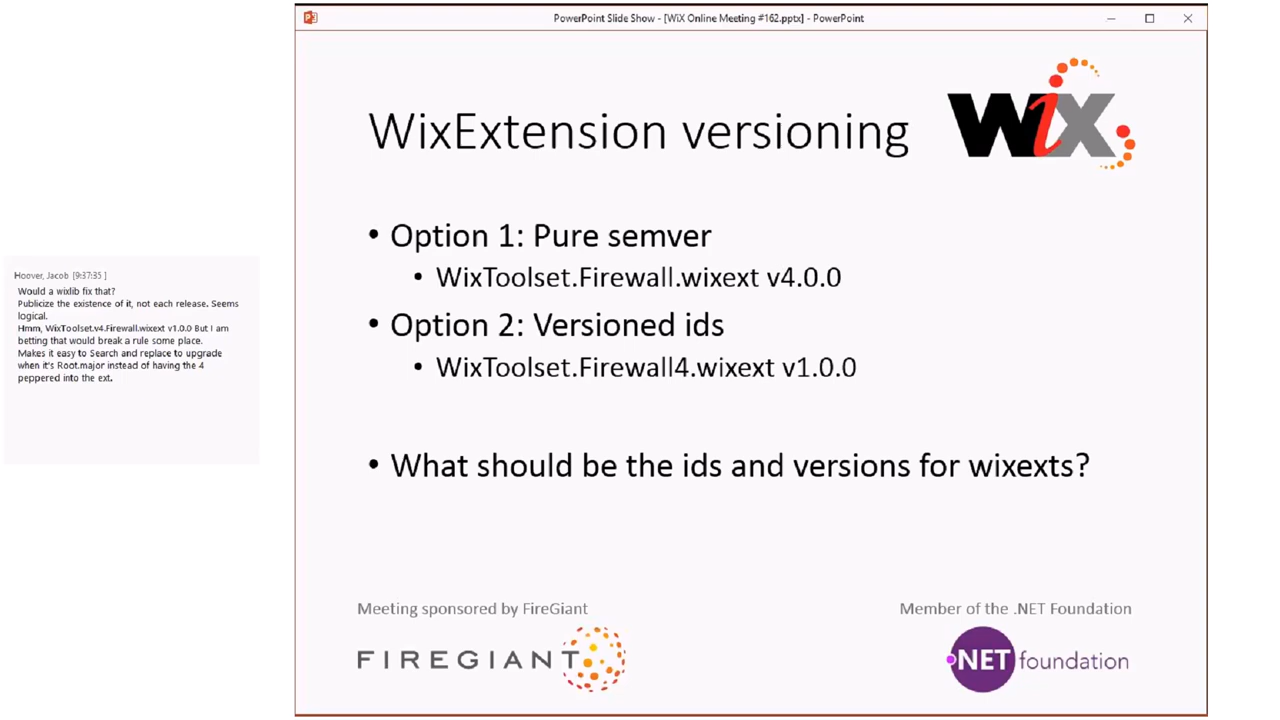 PowerPoint Slide Show - [WiX Online Meeting #162.pptx] - PowerPoint
WixExtension versioning
WiX
• Option 1: Pure semver
• WixToolset.Firewall.wixext v4.0.0
• Option 2: Versioned ids
• WixToolset.Firewall4.wixext v1.0.0
• What should be the ids and versions for wixexts?
Meeting sponsored by FireGiant
FIREGIANT
Member of the .NET Foundation
.NET foundation
Hoover, Jacob [9:37:35 ]
Would a wixlib fix that?
Publicize the existence of it, not each release. Seems
logical.
Hmm, WixToolset.v4.Firewall.wixext v1.0.0 But I am
betting that would break a rule some place.
Makes it easy to Search and replace to upgrade
when it's Root.major instead of having the 4
peppered into the ext.